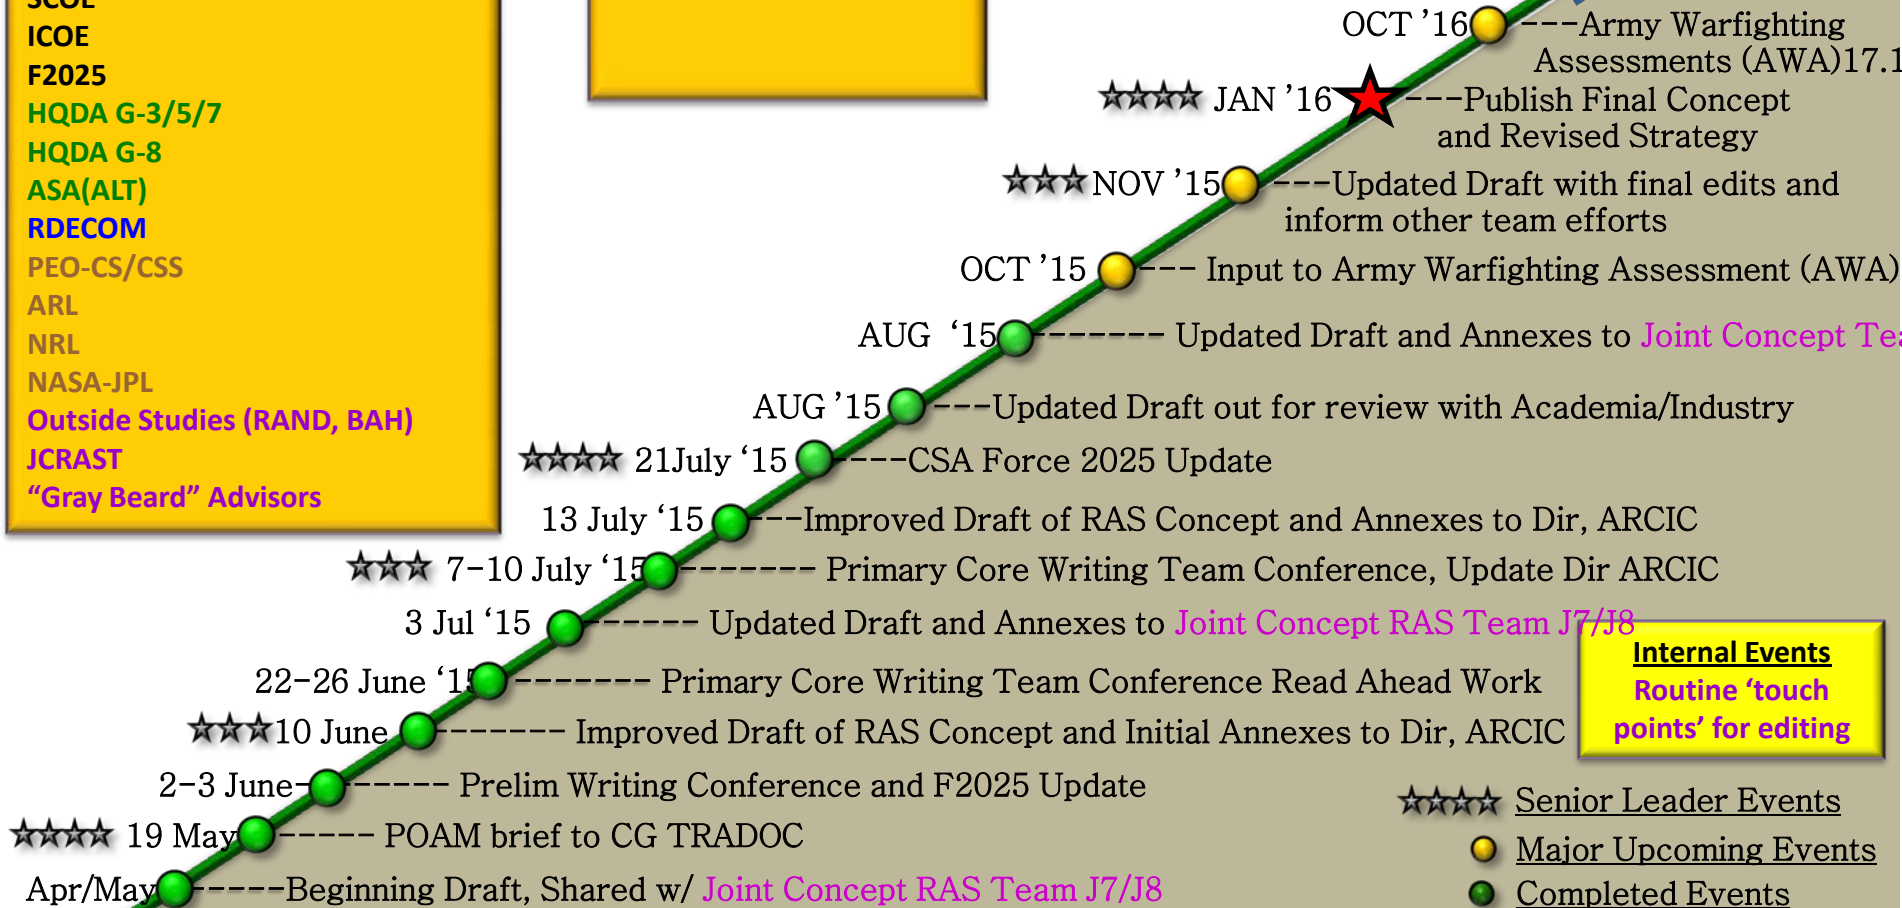 SCOE
ICOE
F2025
HQDA G-3/5/7
HQDA G-8
ASA(ALT)
RDECOM
PEO-CS/CSS
ARL
NRL
NASA-JPL
Outside Studies (RAND, BAH)
JCRAST
“Gray Beard” Advisors
OCT ’16 ---Army Warfighting
Assessments (AWA)17.1
JAN ’16 ---Publish Final Concept
and Revised Strategy
NOV ’15 ---Updated Draft with final edits and
inform other team efforts
OCT ’15 --- Input to Army Warfighting Assessment (AWA)
AUG ‘15 ------- Updated Draft and Annexes to Joint Concept
AUG ’15 ---Updated Draft out for review with Academia/Industry
21July ‘15 ----CSA Force 2025 Update
13 July ‘15 ---Improved Draft of RAS Concept and Annexes to Dir, ARCIC
7-10 July ‘15 ------- Primary Core Writing Team Conference, Update Dir ARCIC
3 Jul ‘15 ------ Updated Draft and Annexes to Joint Concept RAS Team J7/J8
22-26 June ‘15 ------- Primary Core Writing Team Conference Read Ahead Work
10 June ------- Improved Draft of RAS Concept and Initial Annexes to Dir, ARCIC
2-3 June- ------ Prelim Writing Conference and F2025 Update
19 May ----- POAM brief to CG TRADOC
Apr/May -----Beginning Draft, Shared w/ Joint Concept RAS Team J7/J8
Internal Events
Routine ‘touch
points’ for editing
Senior Leader Events
Major Upcoming Events
Completed Events